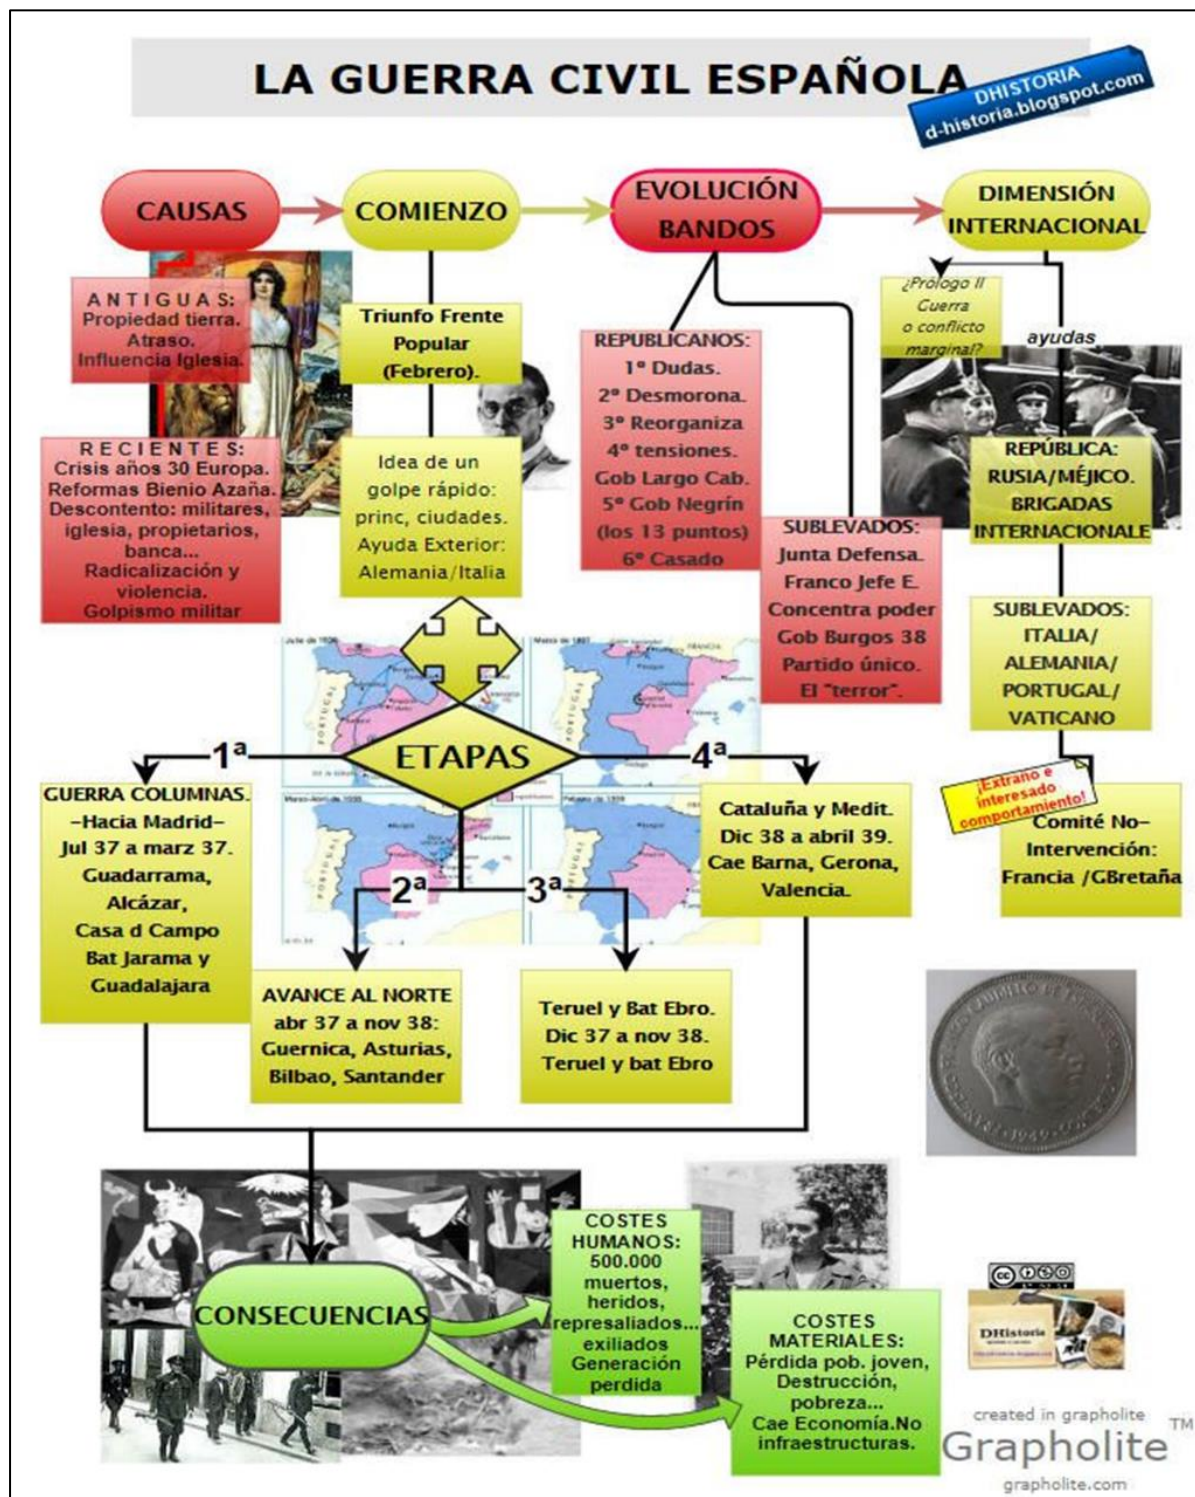 LA GUERRA CIVIL ESPAÑOLA
DHISTORIA
d-historia.blogspot.com
CAUSAS
COMIENZO
EVOLUCIÓN
BANDOS
DIMENSIÓN
INTERNACIONAL
ANTIGUAS:
Propiedad tierra.
Atraso.
Influencia Iglesia.
RECIENTES:
Crisis años 30 Europa.
Reformas Bienio Azaña.
Descontento: militares,
iglesia, propietarios,
banca...
Radicalización y
violencia.
Golpismo militar
Triunfo Frente
Popular
(Febrero).
Idea de un
golpe rápido:
princ, ciudades.
Ayuda Exterior:
Alemania/Italia
REPUBLICANOS:
1º Dudas.
2º Desmorona.
3º Reorganiza
4º tensiones.
Gob Largo Cab.
5º Gob Negrín
(los 13 puntos)
6º Casado
SUBLEVADOS:
Junta Defensa.
Franco Jefe E.
Concentra poder
Gob Burgos 38
Partido único.
El "terror".
¿Prólogo II
Guerra
o conflicto
marginal?
ayudas
REPÚBLICA:
RUSIA/MÉJICO.
BRIGADAS
INTERNACIONALE
SUBLEVADOS:
ITALIA/
ALEMANIA/
PORTUGAL/
VATICANO
¡Extraño e
interesado
comportamiento!
Comité No-
Intervención:
Francia /GBretaña
ETAPAS
PORTUGAL
PORTUGAL
PORTUGAL
PORTUGAL
FRANCIA
1ª
GUERRA COLUMNAS.
-Hacia Madrid-
Jul 37 a marz 37.
Guadarrama,
Alcázar,
Casa d Campo
Bat Jarama y
Guadalajara
2ª
AVANCE AL NORTE
abr 37 a nov 38:
Guernica, Asturias,
Bilbao, Santander
3ª
Teruel y Bat Ebro.
Dic 37 a nov 38.
Teruel y bat Ebro
4ª
Cataluña y Medit.
Dic 38 a abril 39.
Cae Barna, Gerona,
Valencia.
1949
CONSECUENCIAS
COSTES
HUMANOS:
500.000
muertos,
heridos,
represaliados...
exiliados
Generación
perdida
COSTES
MATERIALES:
Pérdida pob. joven,
Destrucción,
pobreza...
Cae Economía.No
infraestructuras.
cc
DHistoria
created in grapholite
Grapholite™
grapholite.com